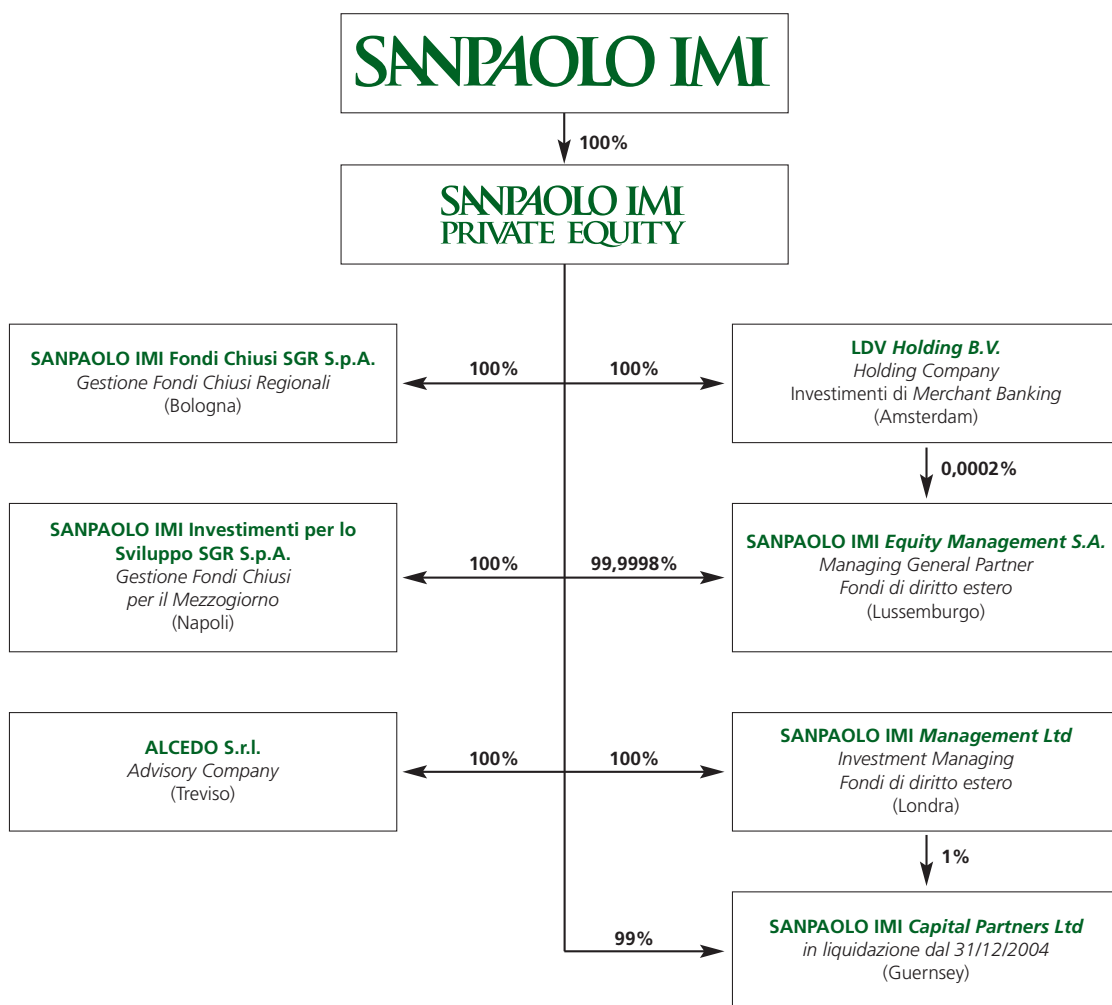 SANPAOLO IMI
100%
SANPAOLO IMI
PRIVATE EQUITY
SANPAOLO IMI Fondi Chiusi SGR S.p.A.
Gestione Fondi Chiusi Regionali
(Bologna)
100%
100%
LDV Holding B.V.
Holding Company
Investimenti di Merchant Banking
(Amsterdam)
0,0002%
SANPAOLO IMI Investimenti per lo
Sviluppo SGR S.p.A.
Gestione Fondi Chiusi
per il Mezzogiorno
(Napoli)
100%
99,9998%
SANPAOLO IMI Equity Management S.A.
Managing General Partner
Fondi di diritto estero
(Lussemburgo)
ALCEDO S.r.l.
Advisory Company
(Treviso)
100%
100%
SANPAOLO IMI Management Ltd
Investment Managing
Fondi di diritto estero
(Londra)
1%
99%
SANPAOLO IMI Capital Partners Ltd
in liquidazione dal 31/12/2004
(Guernsey)